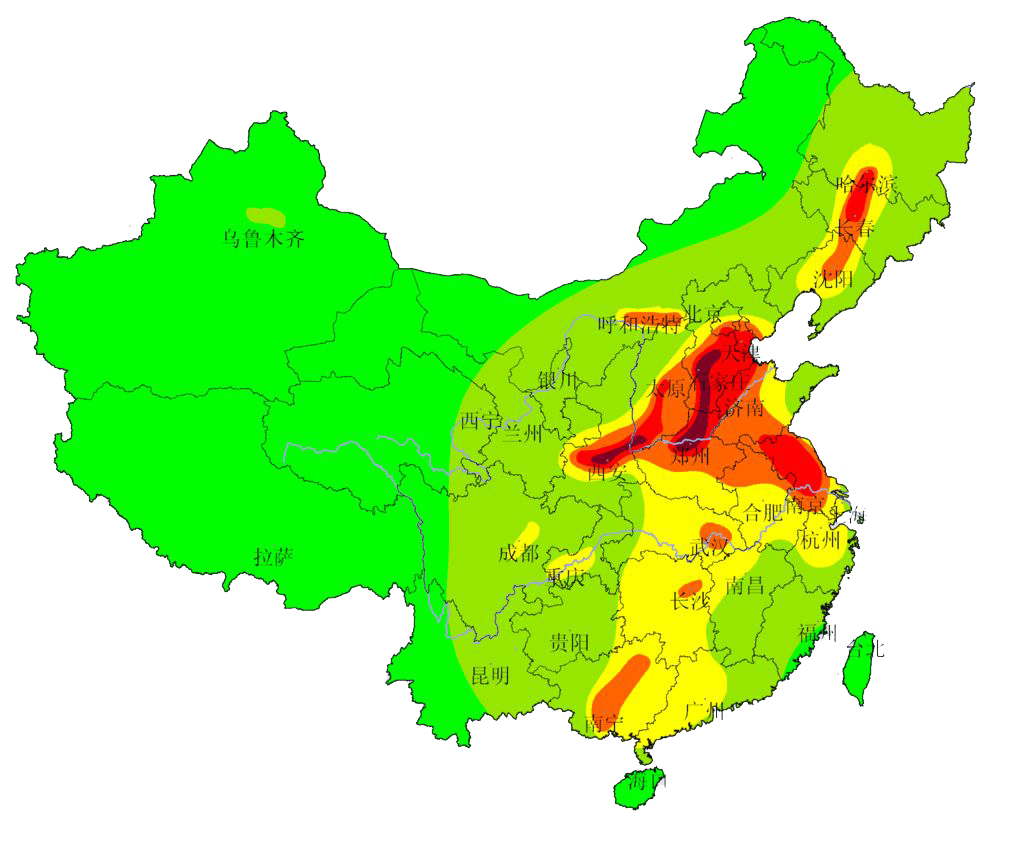 哈尔滨
长春
乌鲁木齐
沈阳
北京
呼和浩特
天津
银川
太原
石家庄
济南
西宁
兰州
郑州
西安
南京
合肥
上海
杭州
武汉
成都
拉萨
重庆
南昌
长沙
福州
贵阳
台北
昆明
广州
南宁
海口